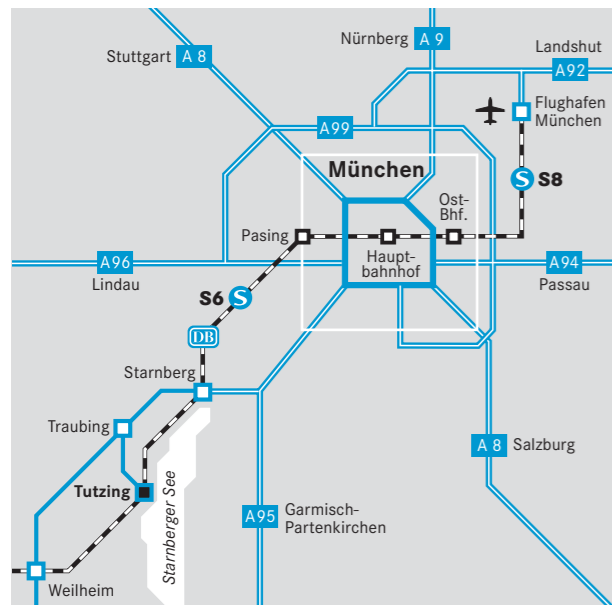 Nürnberg
A 9
Stuttgart
A 8
Landshut
A92
Flughafen
München
A99
München
S
S8
Ost-
Bhf.
Pasing
Haupt-
bahnhof
A96
Lindau
A94
Passau
S6
S
DB
Starnberg
Traubing
A 8
Salzburg
Tutzing
Starnberger See
A95
Garmisch-
Partenkirchen
Weilheim